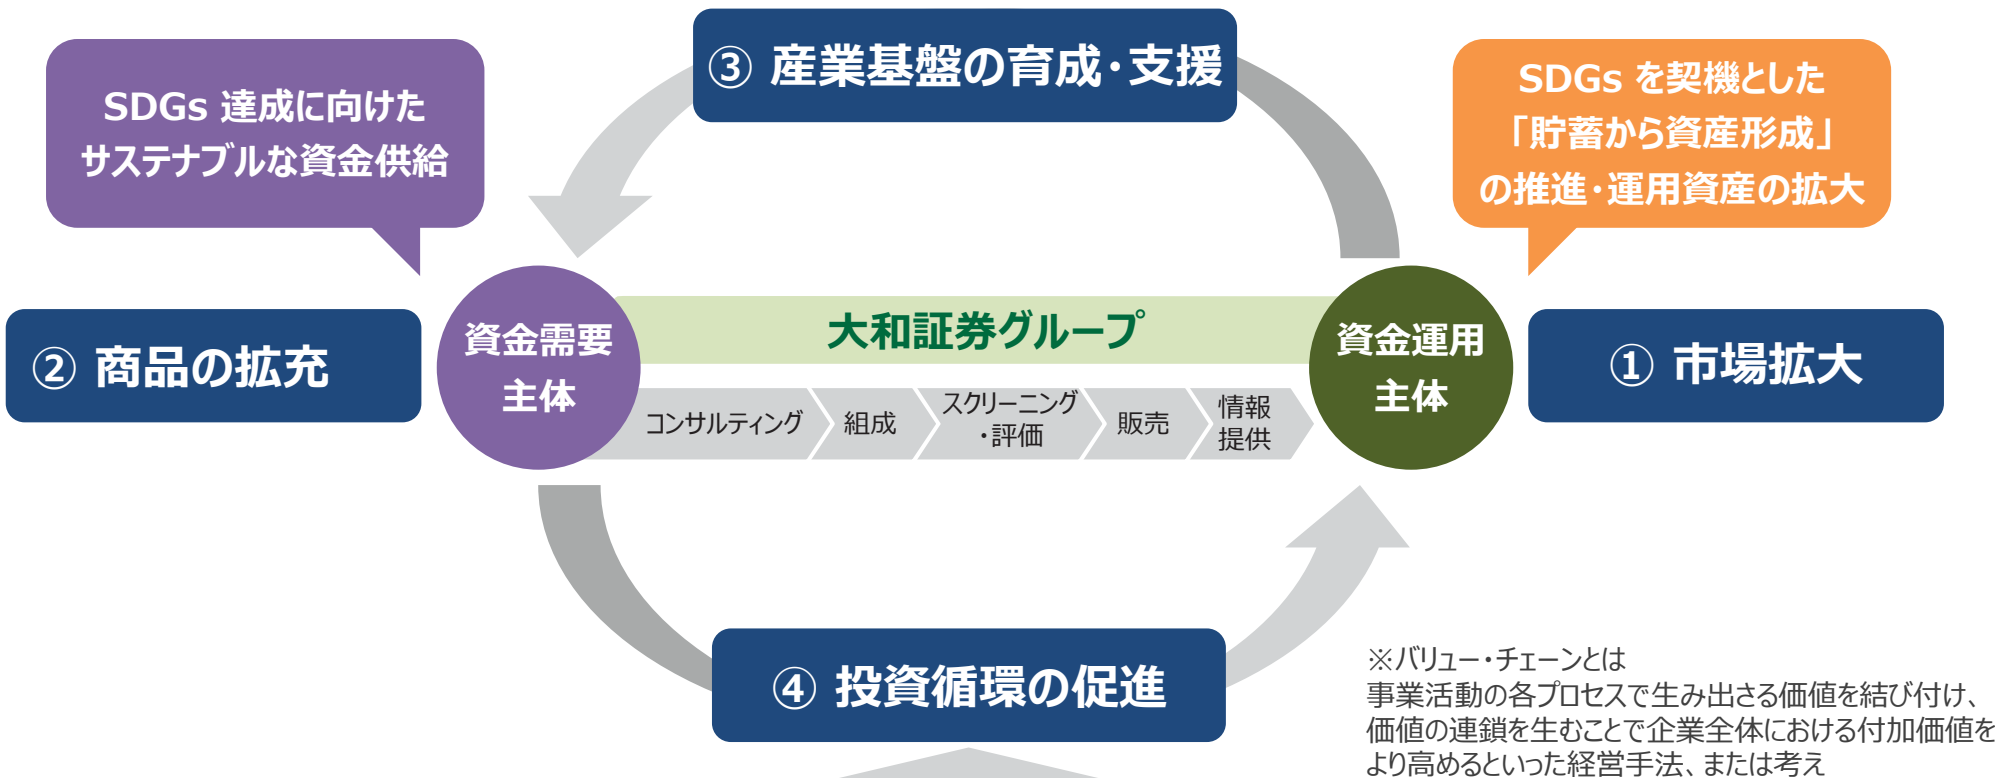 ③ 産業基盤の育成・支援
SDGs 達成に向けた
サステナブルな資金供給
SDGs を契機とした
「貯蓄から資産形成」
の推進・運用資産の拡大
② 商品の拡充
資金需要
主体
大和証券グループ
資金運用
主体
① 市場拡大
コンサルティング
組成
スクリーニング
・評価
販売
情報
提供
④ 投資循環の促進
※バリュー・チェーンとは
事業活動の各プロセスで生み出さる価値を結び付け、
価値の連鎖を生むことで企業全体における付加価値を
より高めるといった経営手法、または考え